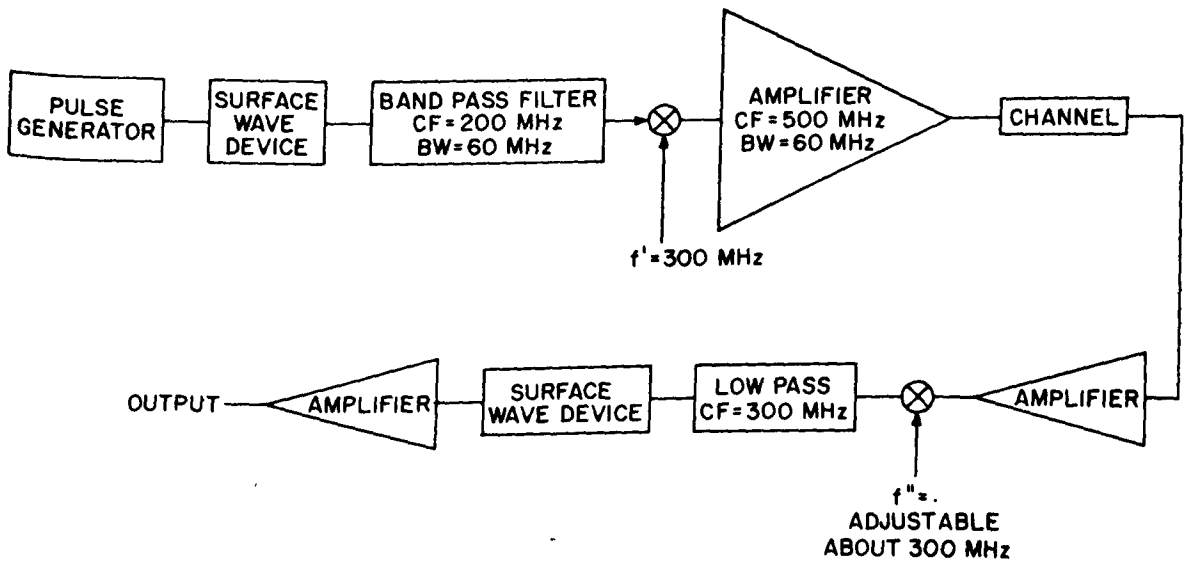 PULSE
GENERATOR
SURFACE
WAVE
DEVICE
BAND PASS FILTER
CF=200 MHz
BW=60 MHz
f'=300 MHz
AMPLIFIER
CF=500 MHz
BW=60 MHz
CHANNEL
AMPLIFIER
f"=.
ADJUSTABLE
ABOUT 300 MHz
LOW PASS
CF=300 MHz
SURFACE
WAVE DEVICE
AMPLIFIER
OUTPUT